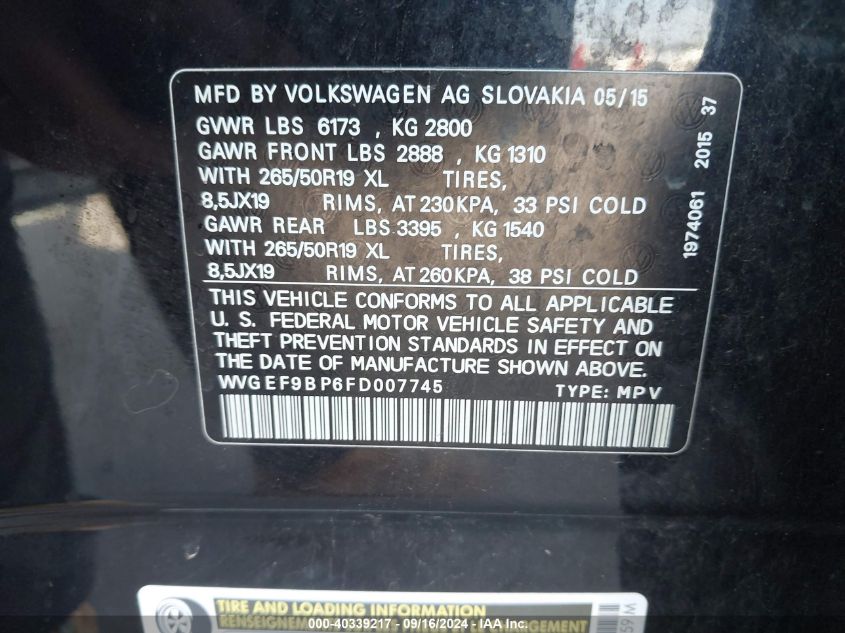 MFD BY VOLKSWAGEN AG SLOVAKIA 05/15
GVWR LBS 6173 , KG 2800
GAWR FRONT LBS 2888 , KG 1310
WITH 265/50R19 XL TIRES,
8,5JX19 RIMS, AT 230KPA, 33 PSI COLD
GAWR REAR LBS 3395 , KG 1540
WITH 265/50R19 XL TIRES,
8,5JX19 RIMS, AT 260KPA, 38 PSI COLD
THIS VEHICLE CONFORMS TO ALL APPLICABLE
U. S. FEDERAL MOTOR VEHICLE SAFETY AND
THEFT PREVENTION STANDARDS IN EFFECT ON
THE DATE OF MANUFACTURE SHOWN ABOVE.
WVGEF9BP6FD007745 TYPE: MPV
1974061 2015 37
TIRE AND LOADING INFORMATION
000-40339217 - 09/16/2024 - IAA Inc.